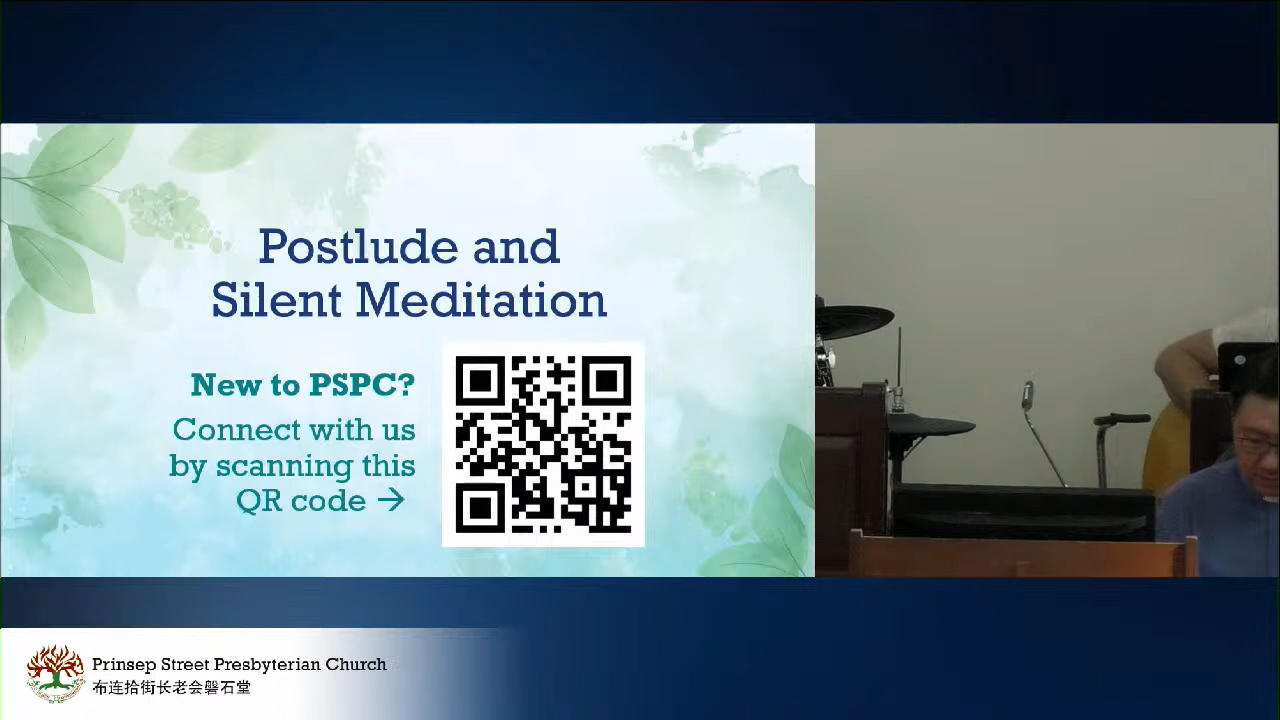 Postlude and
Silent Meditation
New to PSPC?
Connect with us
by scanning this
QR code →
Prinsep Street Presbyterian Church
布连拾街长老会磐石堂